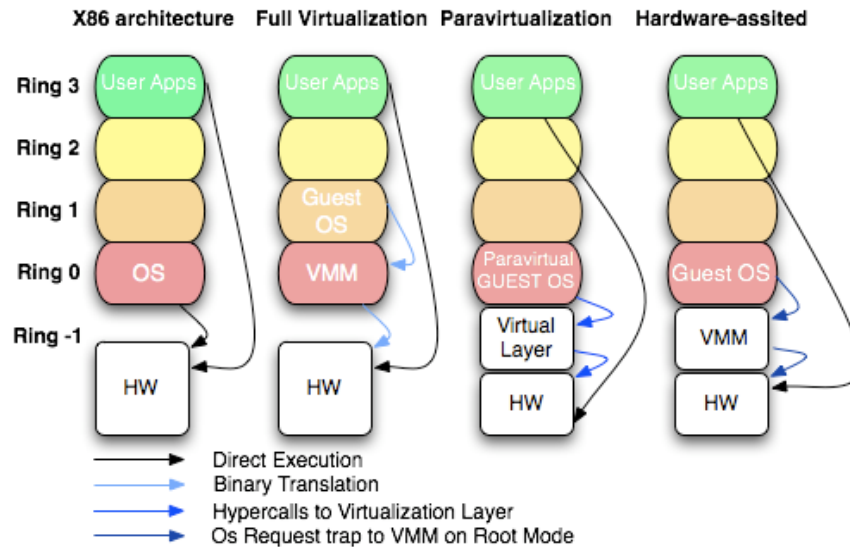 X86 architecture
Full Virtualization
Paravirtualization
Hardware-assited
Ring 3
User Apps
User Apps
User Apps
User Apps
Ring 2
Ring 1
Guest
OS
Ring 0
OS
VMM
Paravirtual
GUEST OS
Guest OS
Ring -1
Virtual
Layer
VMM
HW
HW
HW
HW
Direct Execution
Binary Translation
Hypercalls to Virtualization Layer
Os Request trap to VMM on Root Mode